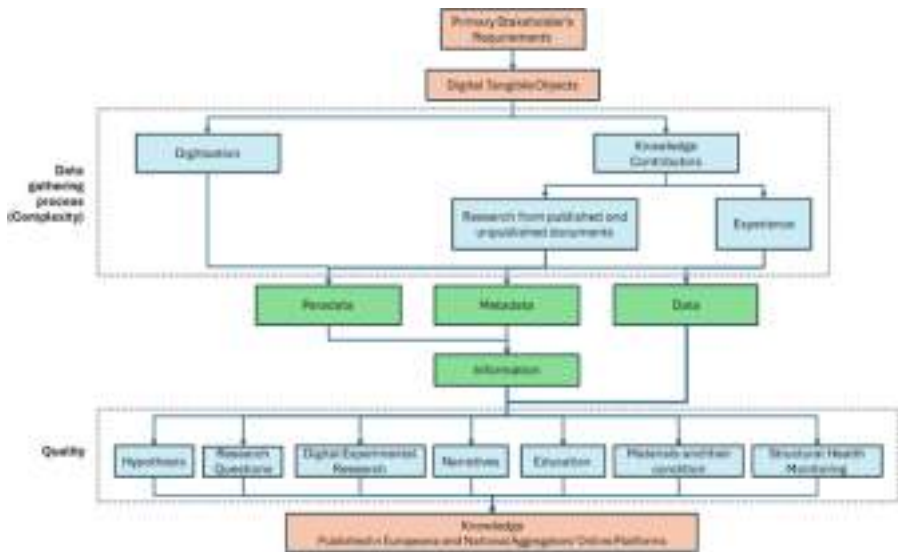 Primary Stakeholder's
Requirements
Digital Tangible Objects
Digitisation
Knowledge
Contributors
Data
gathering
process
(Complexity)
Research from published and
unpublished documents
Experience
Paradata
Metadata
Data
Information
Quality
Hypothesis
Research
Questions
Digital Experimental
Research
Narratives
Education
Materials and their
condition
Structural Health
Monitoring
Knowledge
Published in Europeana and National Aggregators' Online Platforms